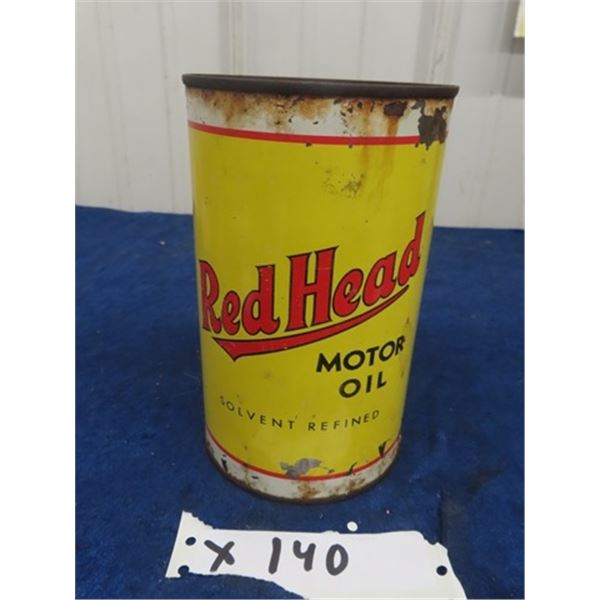 Red Head
MOTOR
OIL
SOLVENT REFINED
X 140